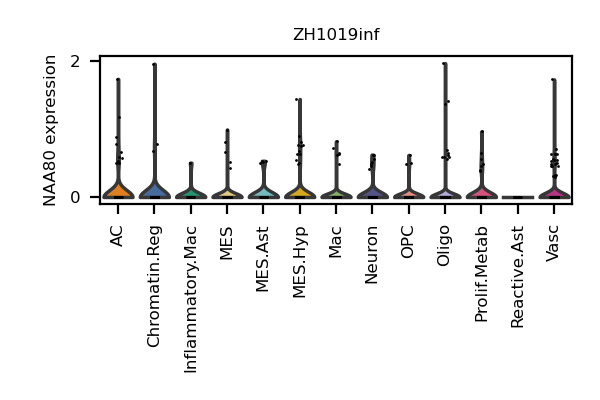 ZH1019inf
NAA80 expression
2
0
AC
Chromatin.Reg
Inflammatory.Mac
MES
MES.Ast
MES.Hyp
Mac
Neuron
OPC
Oligo
Prolif.Metab
Reactive.Ast
Vasc